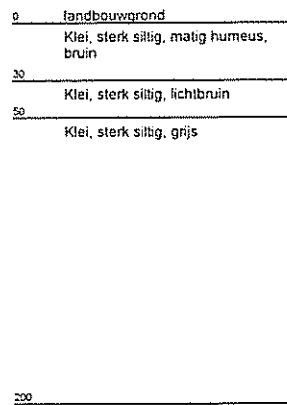 0 landbouwgrond
Klei, sterk siltig, matig humeus,
bruin
30
Klei, sterk siltig, lichtbruin
50
Klei, sterk siltig, grijs
200